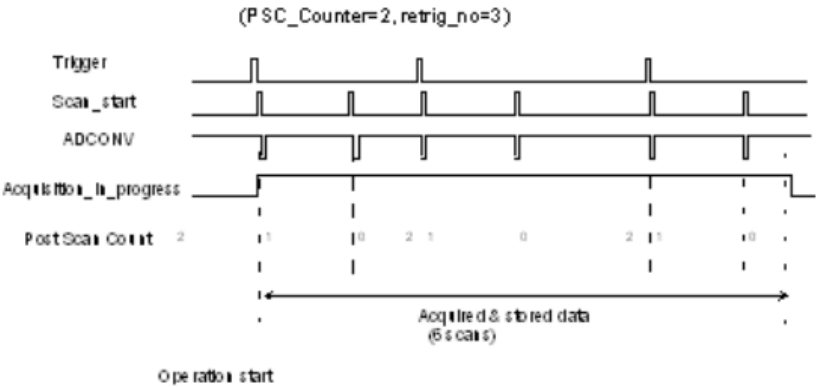 (PSC_Counter=2, retrig_no=3)
Trigger
Scan_start
ADCONV
Acquisition_in_progress
Post Scan Count 2 1 0 2 1 0 2 1 0
Acquired & stored data
(6 scans)
Operation start